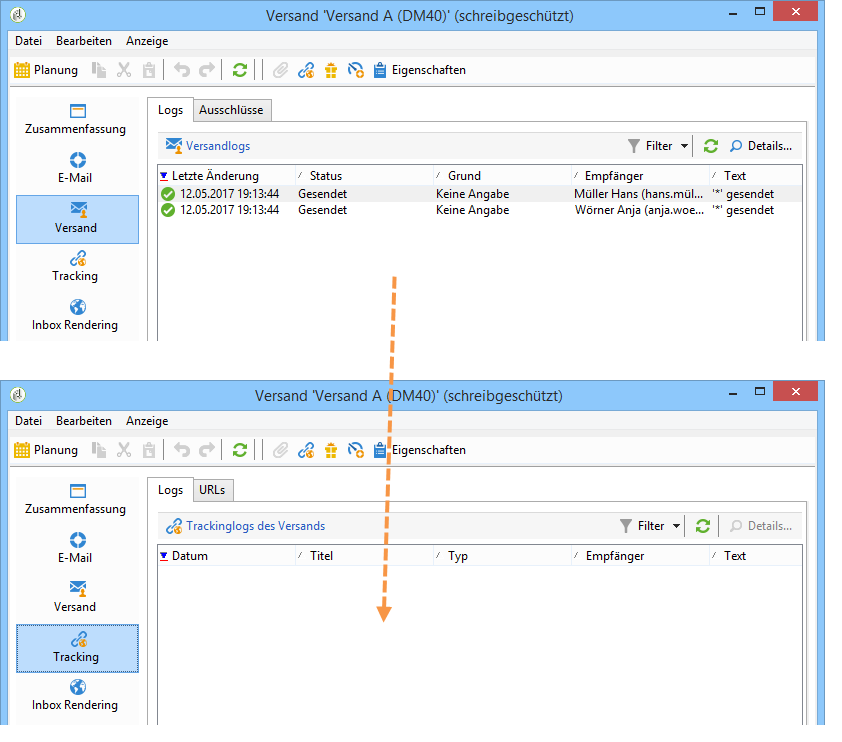 Versand 'Versand A (DM40)' (schreibgeschützt)
Datei Bearbeiten Anzeige
Planung Eigenschaften
Zusammenfassung
E-Mail
Versand
Tracking
Inbox Rendering
Logs Ausschlüsse
Versandlogs Filter Details...
Letzte Änderung Status Grund Empfänger Text
12.05.2017 19:13:44 Gesendet Keine Angabe Müller Hans (hans.mül... '*' gesendet
12.05.2017 19:13:44 Gesendet Keine Angabe Wörner Anja (anja.woe... '*' gesendet
Versand 'Versand A (DM40)' (schreibgeschützt)
Datei Bearbeiten Anzeige
Planung Eigenschaften
Zusammenfassung
E-Mail
Versand
Tracking
Inbox Rendering
Logs URLs
Trackinglogs des Versands Filter Details...
Datum Titel Typ Empfänger Text